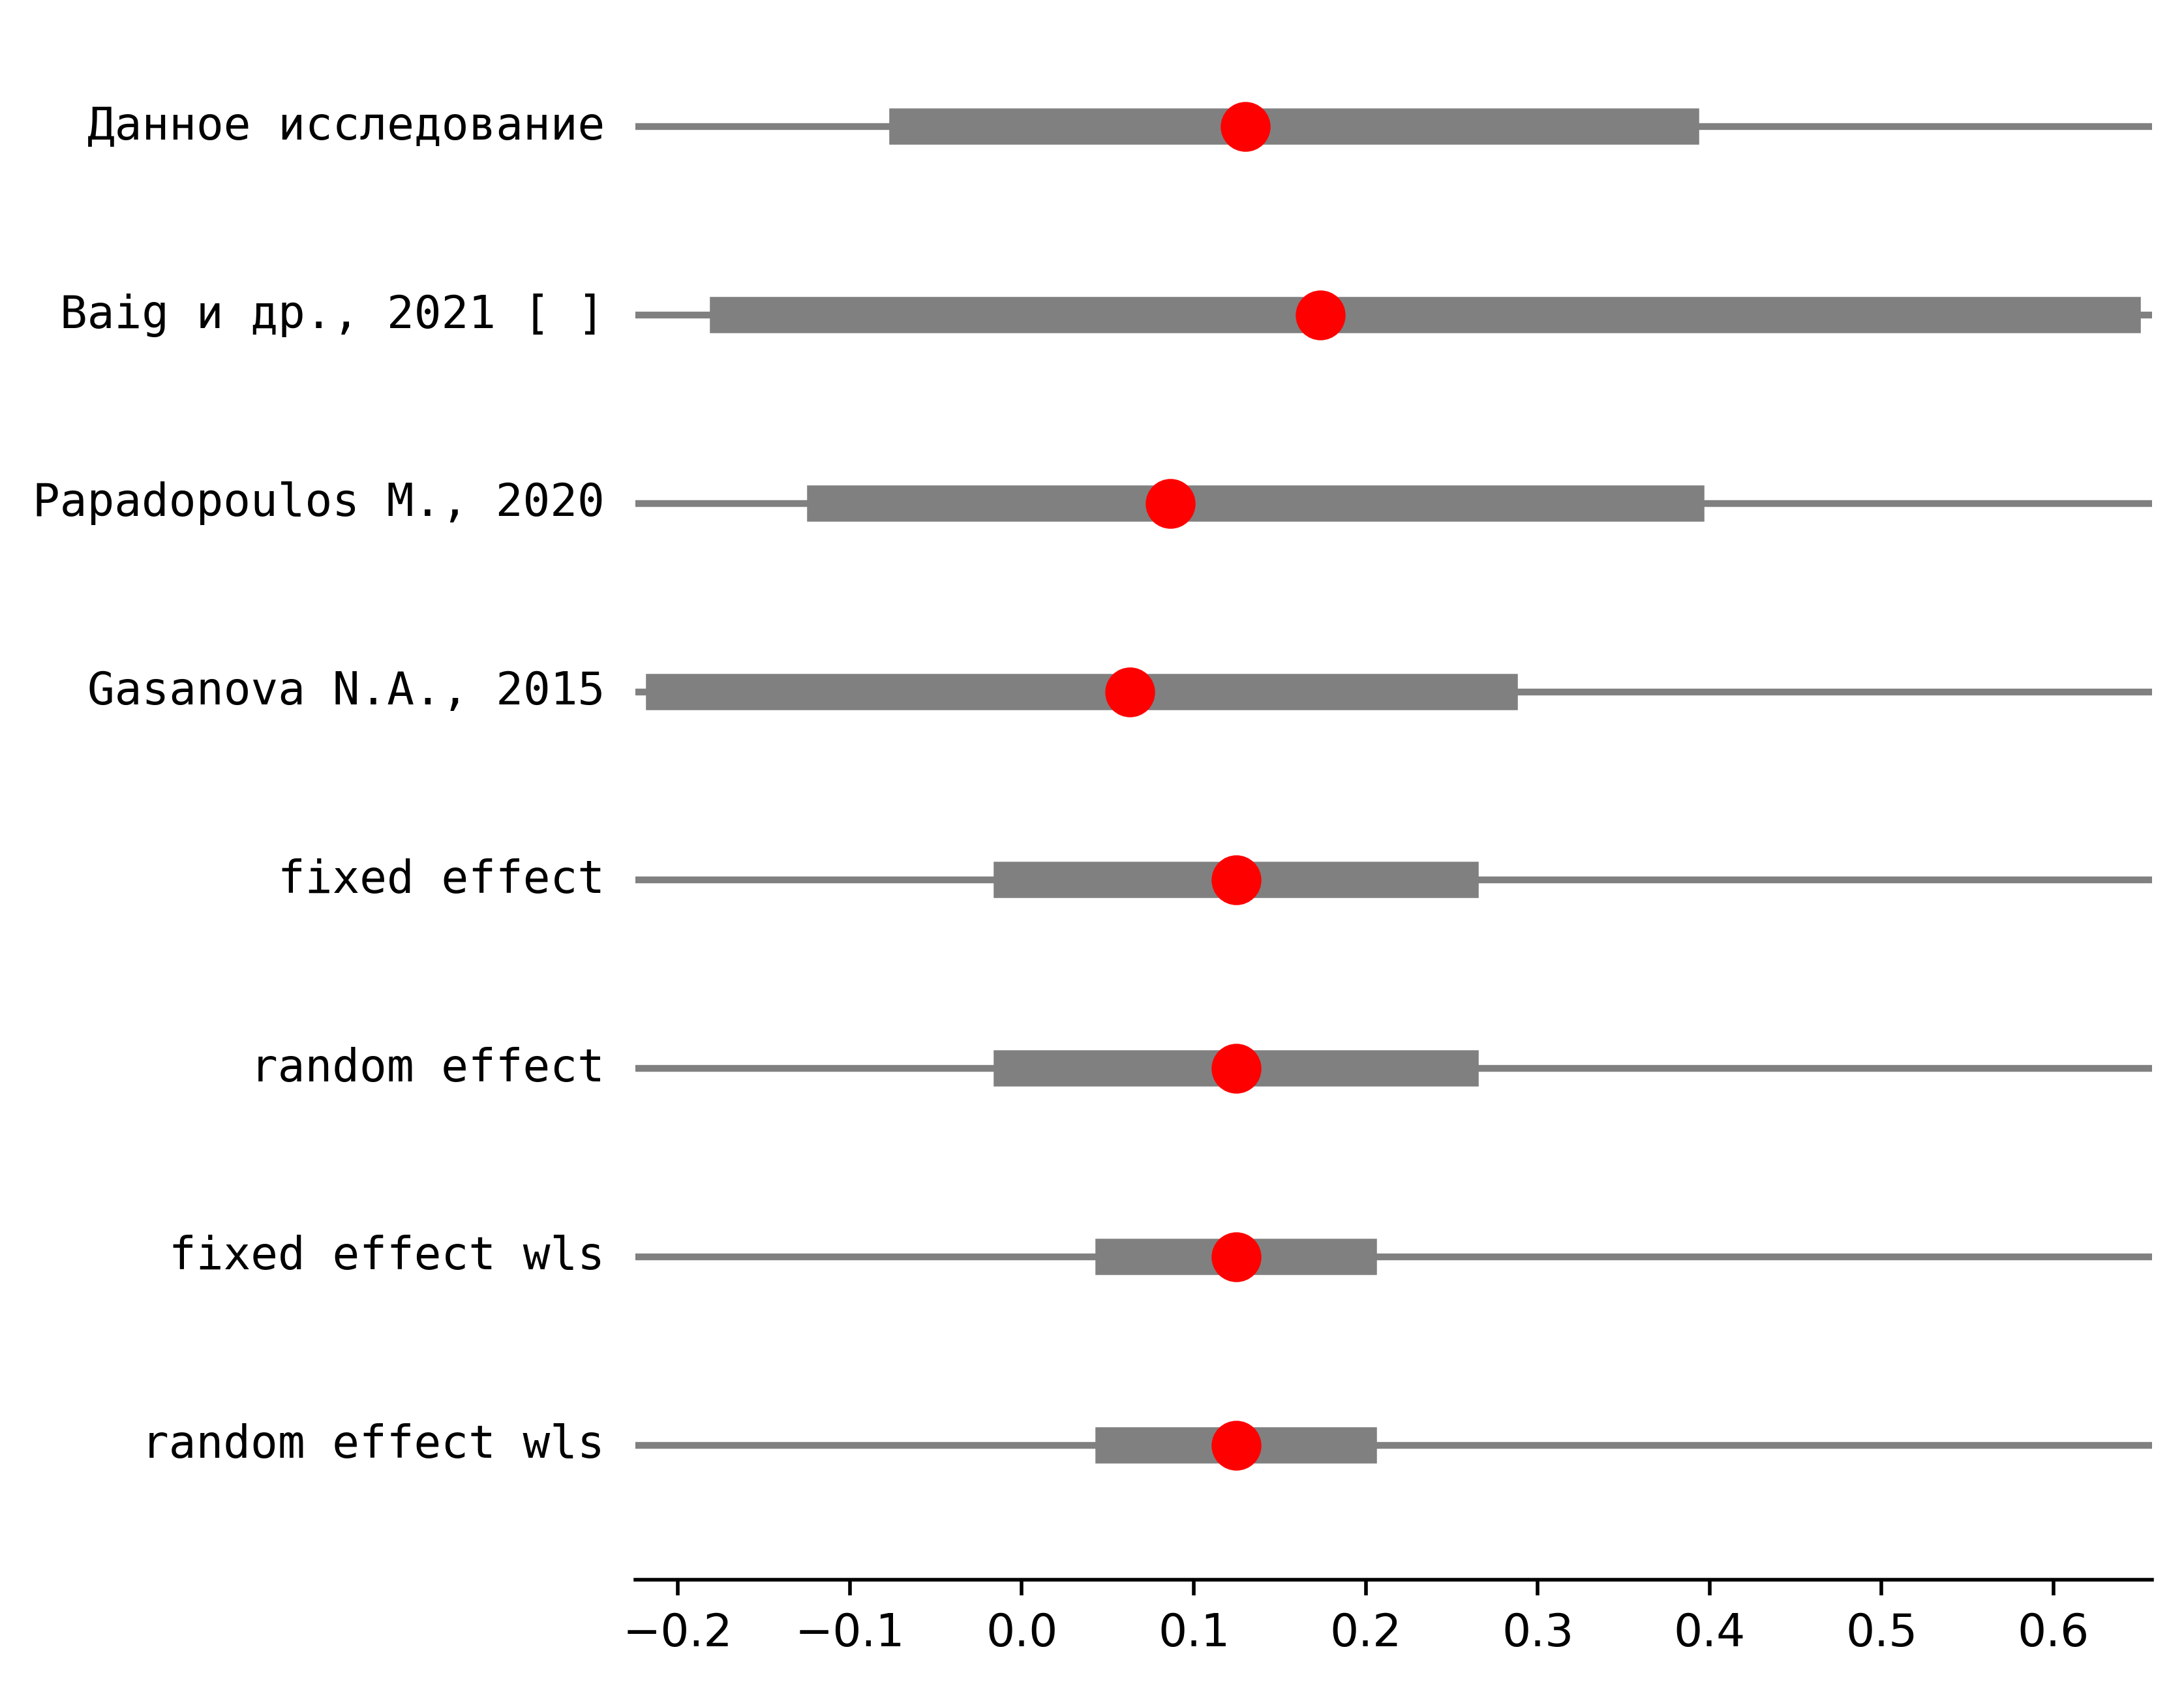 Данное исследование
Baig и др., 2021 [ ]
Papadopoulos M., 2020
Gasanova N.A., 2015
fixed effect
random effect
fixed effect wls
random effect wls
−0.2 −0.1 0.0 0.1 0.2 0.3 0.4 0.5 0.6